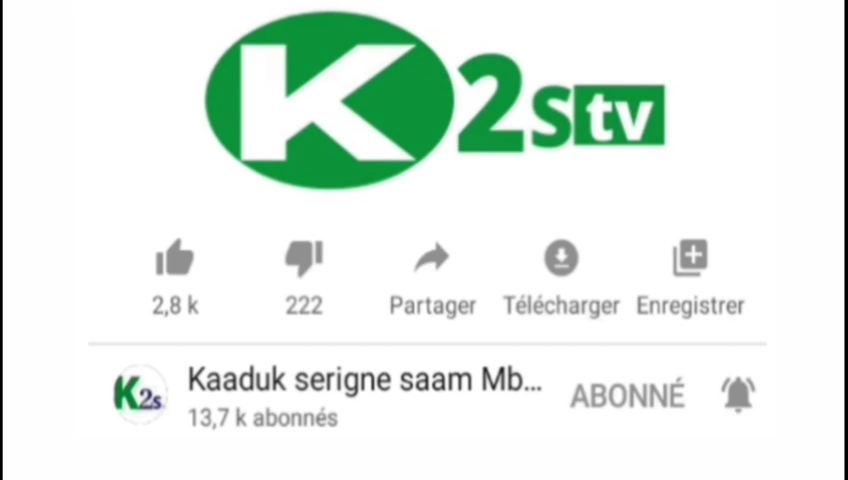 K2stv
2,8 k
222
Partager
Télécharger
Enregistrer
Kaaduk serigne saam Mb...
ABONNÉ
K2s
13,7 k abonnés